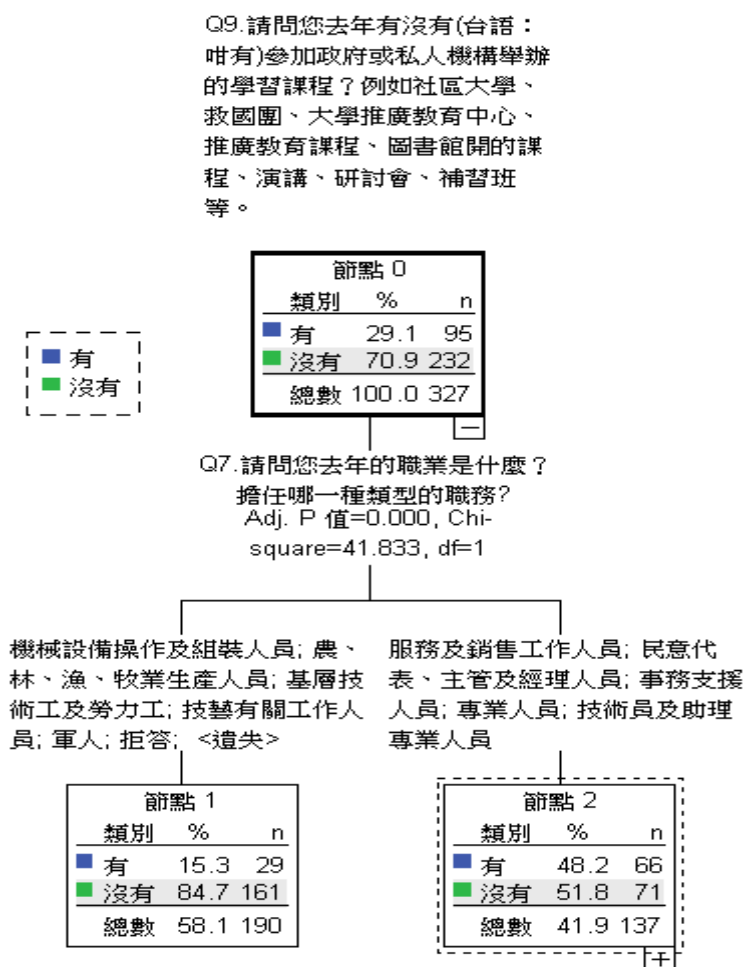 Q9.請問您去年有沒有(台語：
咁有)參加政府或私人機構舉辦
的學習課程？例如社區大學、
救國團、大學推廣教育中心、
推廣教育課程、圖書館開的課
程、演講、研討會、補習班
等。
節點 0
類別 % n
有 29.1 95
沒有 70.9 232
總數 100.0 327
有
沒有
Q7.請問您去年的職業是什麼？
擔任哪一種類型的職務?
Adj. P 值=0.000, Chi-
square=41.833, df=1
機械設備操作及組裝人員; 農、
林、漁、牧業生產人員; 基層技
術工及勞力工; 技藝有關工作人
員; 軍人; 拒答; <遺失>
服務及銷售工作人員; 民意代
表、主管及經理人員; 事務支援
人員; 專業人員; 技術員及助理
專業人員
節點 1
類別 % n
有 15.3 29
沒有 84.7 161
總數 58.1 190
節點 2
類別 % n
有 48.2 66
沒有 51.8 71
總數 41.9 137